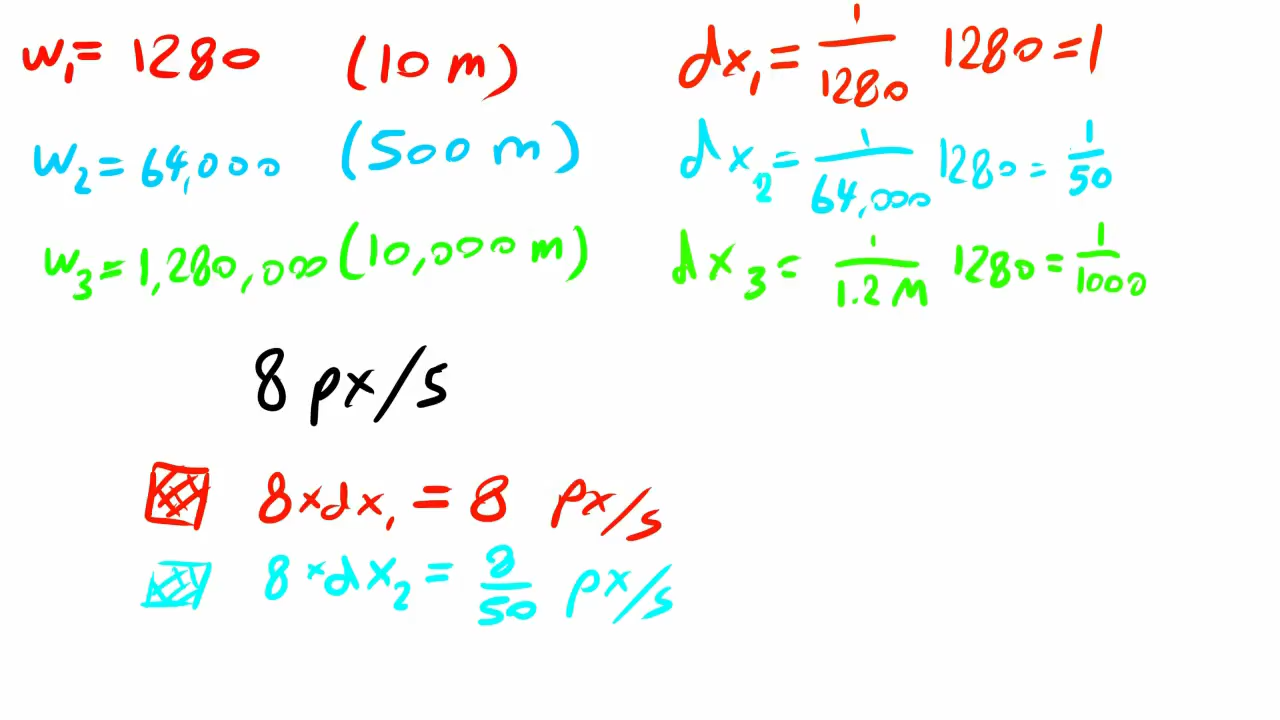 w₁= 1280 (10 m) dx₁ = 1/1280 1280 = 1
w₂ = 64,000 (500 m) dx₂ = 1/64,000 1280 = 1/50
w₃ = 1,280,000 (10,000 m) dx₃ = 1/1.2M 1280 = 1/1000
8 px/s
8×dx₁ = 8 px/s
8×dx₂ = 8/50 px/s